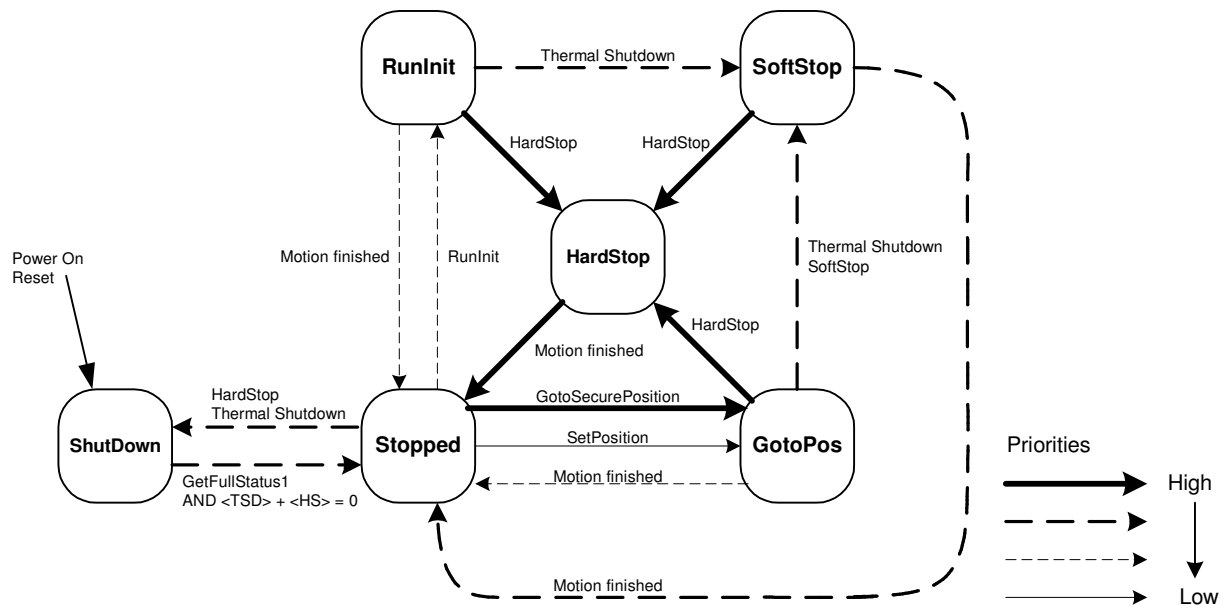 RunInit
Thermal Shutdown
SoftStop
HardStop
HardStop
HardStop
Motion finished
RunInit
Thermal Shutdown
SoftStop
Power On
Reset
HardStop
Motion finished
HardStop
Thermal Shutdown
GotoSecurePosition
ShutDown
Stopped
SetPosition
GotoPos
Motion finished
GetFullStatus1
AND <TSD> + <HS> = 0
Motion finished
Priorities
High
Low